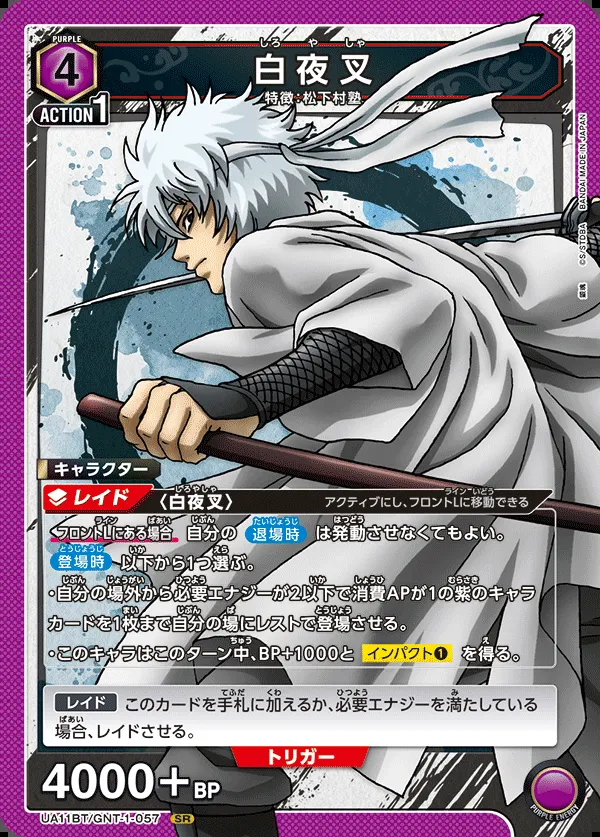 PURPLE
4
ACTION 1
しろ や しゃ
白夜叉
特徴:松下村塾
©S/STDBA BANDAI MADE IN JAPAN
キャラクター
レイド 〈白夜叉〉 アクティブにし、フロントLに移動できる
フロントLにある場合 自分の 退場時 は発動させなくてもよい。
登場時 以下から1つ選ぶ。
・自分の場外から必要エナジーが2以下で消費APが1の紫のキャラ
カードを1枚まで自分の場にレストで登場させる。
・このキャラはこのターン中、BP+1000と インパクト❶ を得る。
レイド このカードを手札に加えるか、必要エナジーを満たしている
場合、レイドさせる。
トリガー
4000+BP
UA11BT/GNT-1-057 SR
PURPLE ENERGY